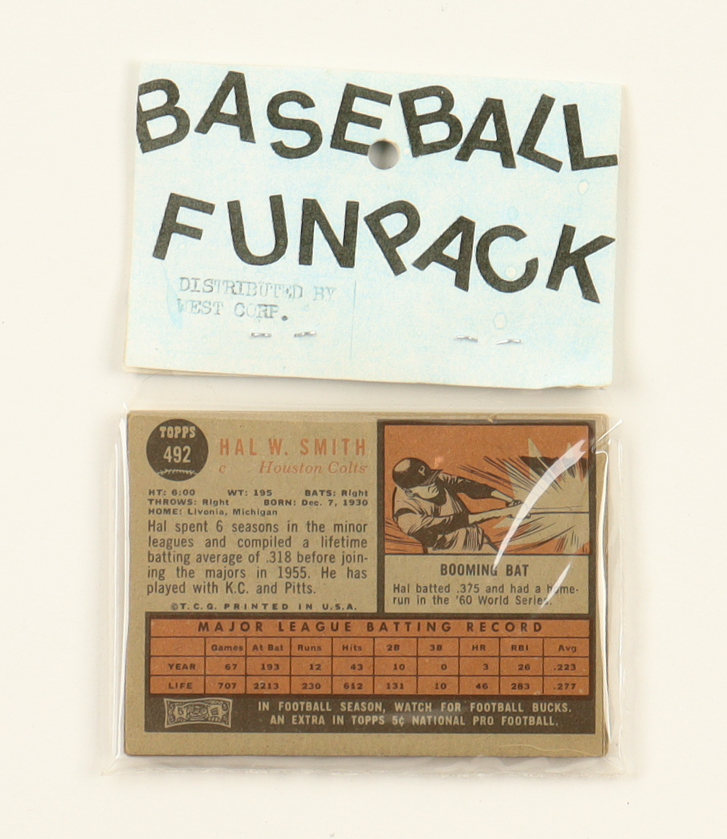 BASEBALL
FUNPACK
DISTRIBUTED BY
WEST CORP.
TOPPS
492
HAL W. SMITH
c Houston Colts
HT: 6:00 WT: 195 BATS: Right
THROWS: Right BORN: Dec. 7, 1930
HOME: Livonia, Michigan
Hal spent 6 seasons in the minor
leagues and compiled a lifetime
batting average of .318 before join-
ing the majors in 1955. He has
played with K.C. and Pitts.
©T.C.G. PRINTED IN U.S.A.
P
BOOMING BAT
Hal batted .375 and had a home-
run in the '60 World Series.
MAJOR LEAGUE BATTING RECORD
Games At Bat Runs Hits 2B 3B HR RBI Avg
YEAR 67 193 12 43 10 0 3 26 .223
LIFE 707 2213 230 612 131 10 46 283 .277
IN FOOTBALL SEASON, WATCH FOR FOOTBALL BUCKS.
AN EXTRA IN TOPPS 5¢ NATIONAL PRO FOOTBALL.